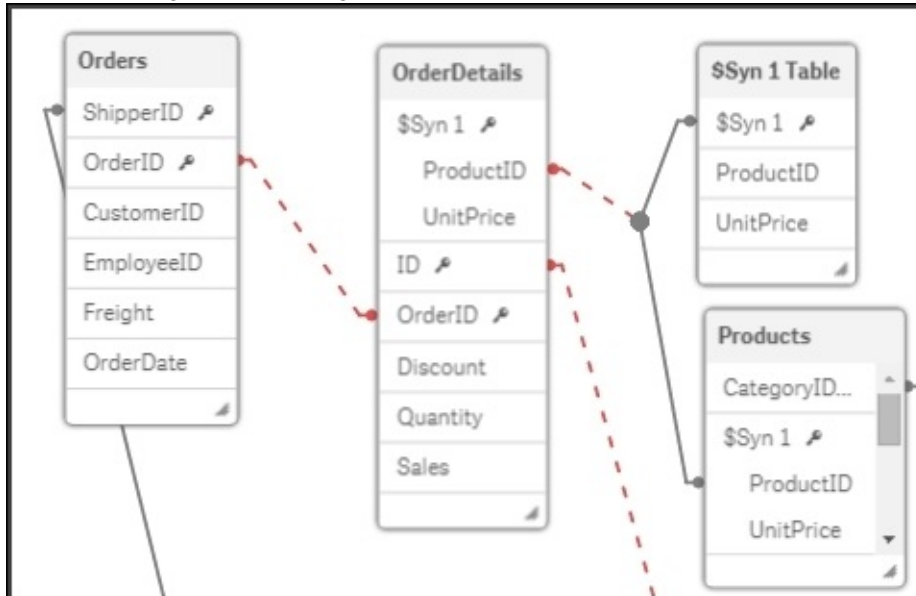 Orders
ShipperID
OrderID
CustomerID
EmployeeID
Freight
OrderDate
OrderDetails
$Syn 1
ProductID
UnitPrice
ID
OrderID
Discount
Quantity
Sales
$Syn 1 Table
$Syn 1
ProductID
UnitPrice
Products
CategoryID...
$Syn 1
ProductID
UnitPrice